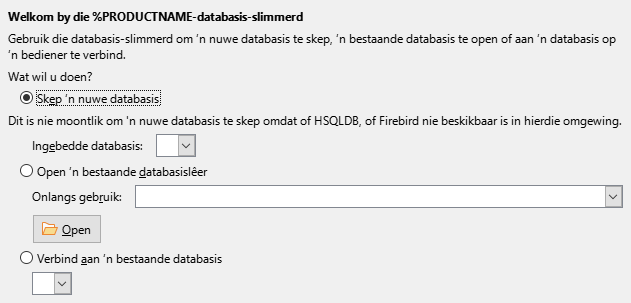 Welkom by die %PRODUCTNAME-databasis-slimmerd
Gebruik die databasis-slimmerd om ’n nuwe databasis te skep, ’n bestaande databasis te open of aan ’n databasis op
’n bediener te verbind.
Wat wil u doen?
Skep ’n nuwe databasis
Dit is nie moontlik om ’n nuwe databasis te skep omdat of HSQLDB, of Firebird nie beskikbaar is in hierdie omgewing.
Ingebedde databasis:
Open ’n bestaande databasislêer
Onlangs gebruik:
Open
Verbind aan ’n bestaande databasis